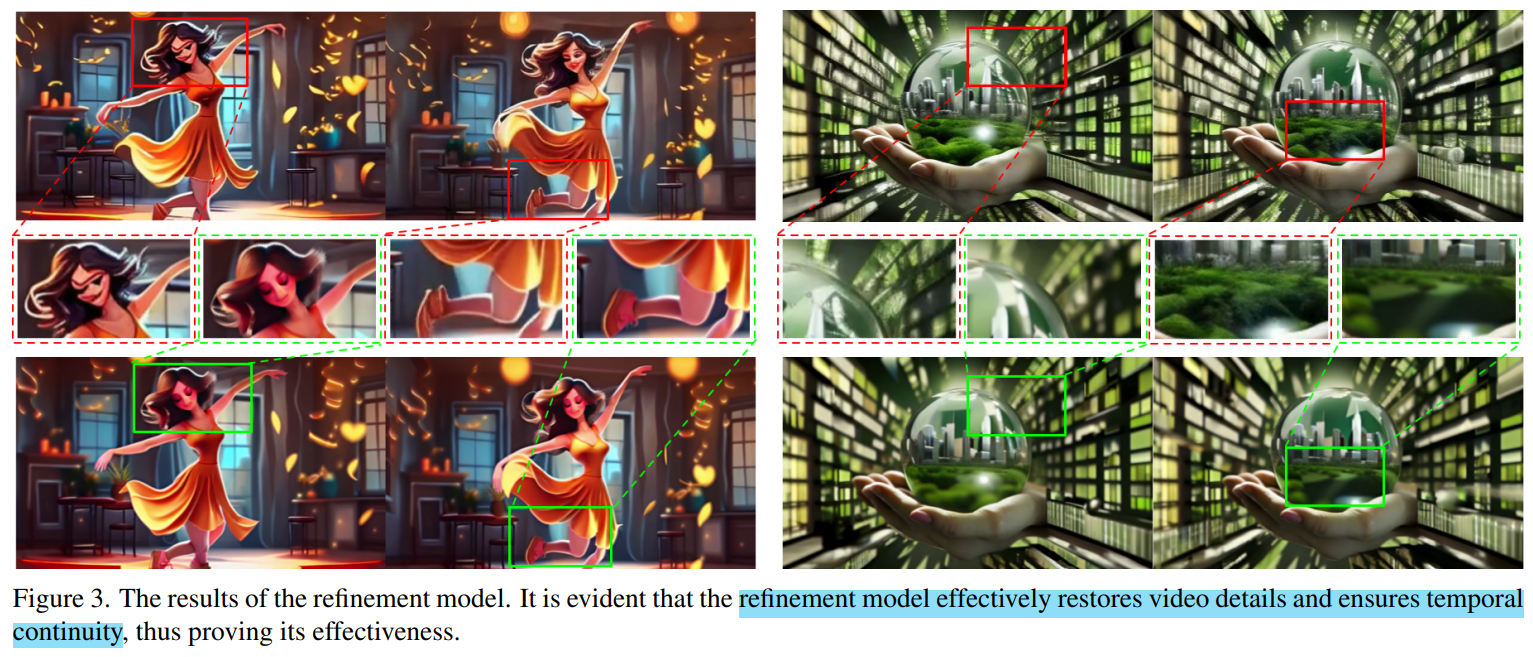 Figure 3. The results of the refinement model. It is evident that the refinement model effectively restores video details and ensures temporal
continuity, thus proving its effectiveness.